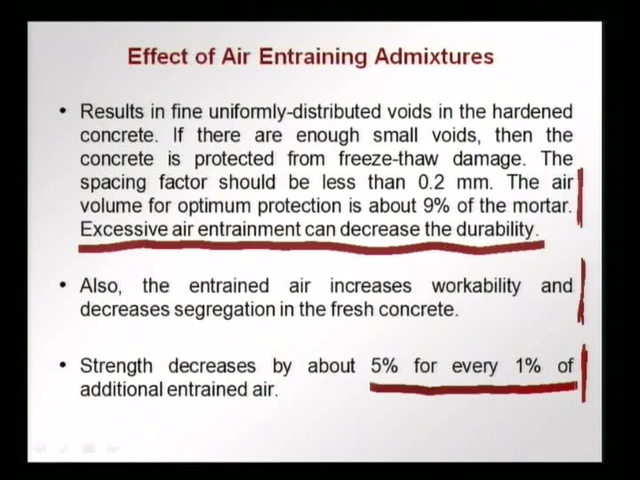 Effect of Air Entraining Admixtures
• Results in fine uniformly-distributed voids in the hardened
concrete. If there are enough small voids, then the
concrete is protected from freeze-thaw damage. The
spacing factor should be less than 0.2 mm. The air
volume for optimum protection is about 9% of the mortar.
Excessive air entrainment can decrease the durability.
• Also, the entrained air increases workability and
decreases segregation in the fresh concrete.
• Strength decreases by about 5% for every 1% of
additional entrained air.